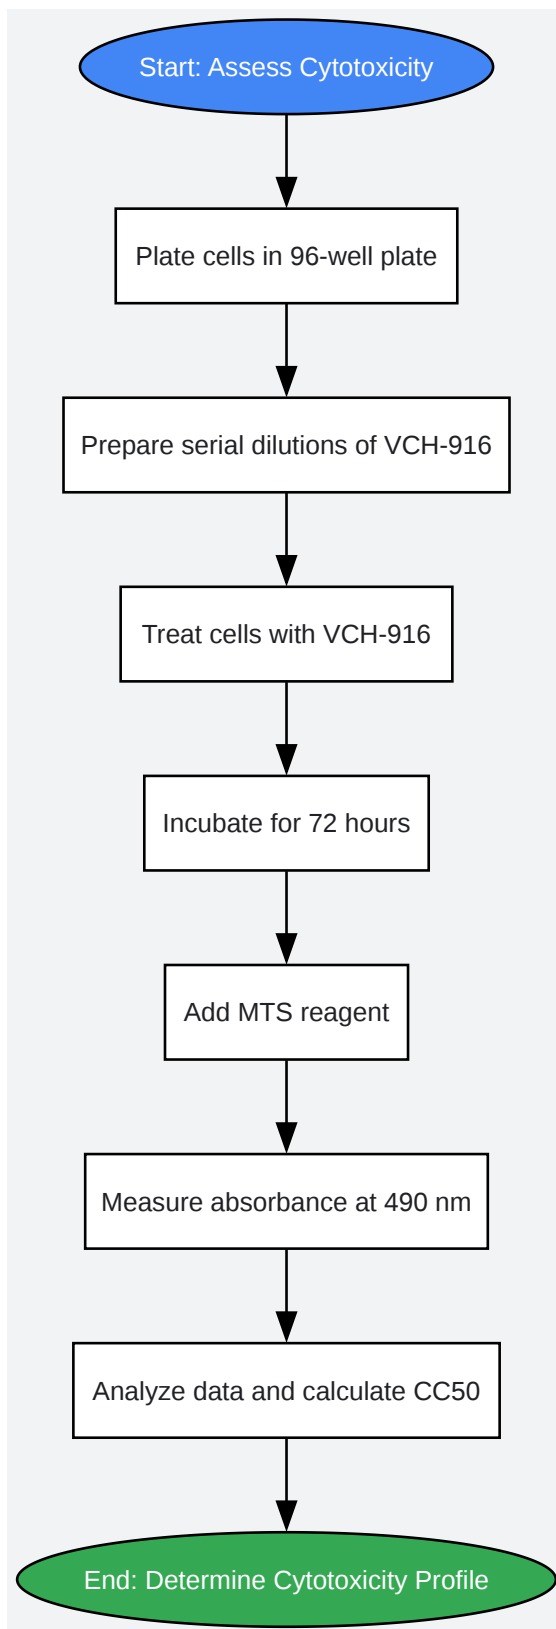 Start: Assess Cytotoxicity
Plate cells in 96-well plate
Prepare serial dilutions of VCH-916
Treat cells with VCH-916
Incubate for 72 hours
Add MTS reagent
Measure absorbance at 490 nm
Analyze data and calculate CC50
End: Determine Cytotoxicity Profile